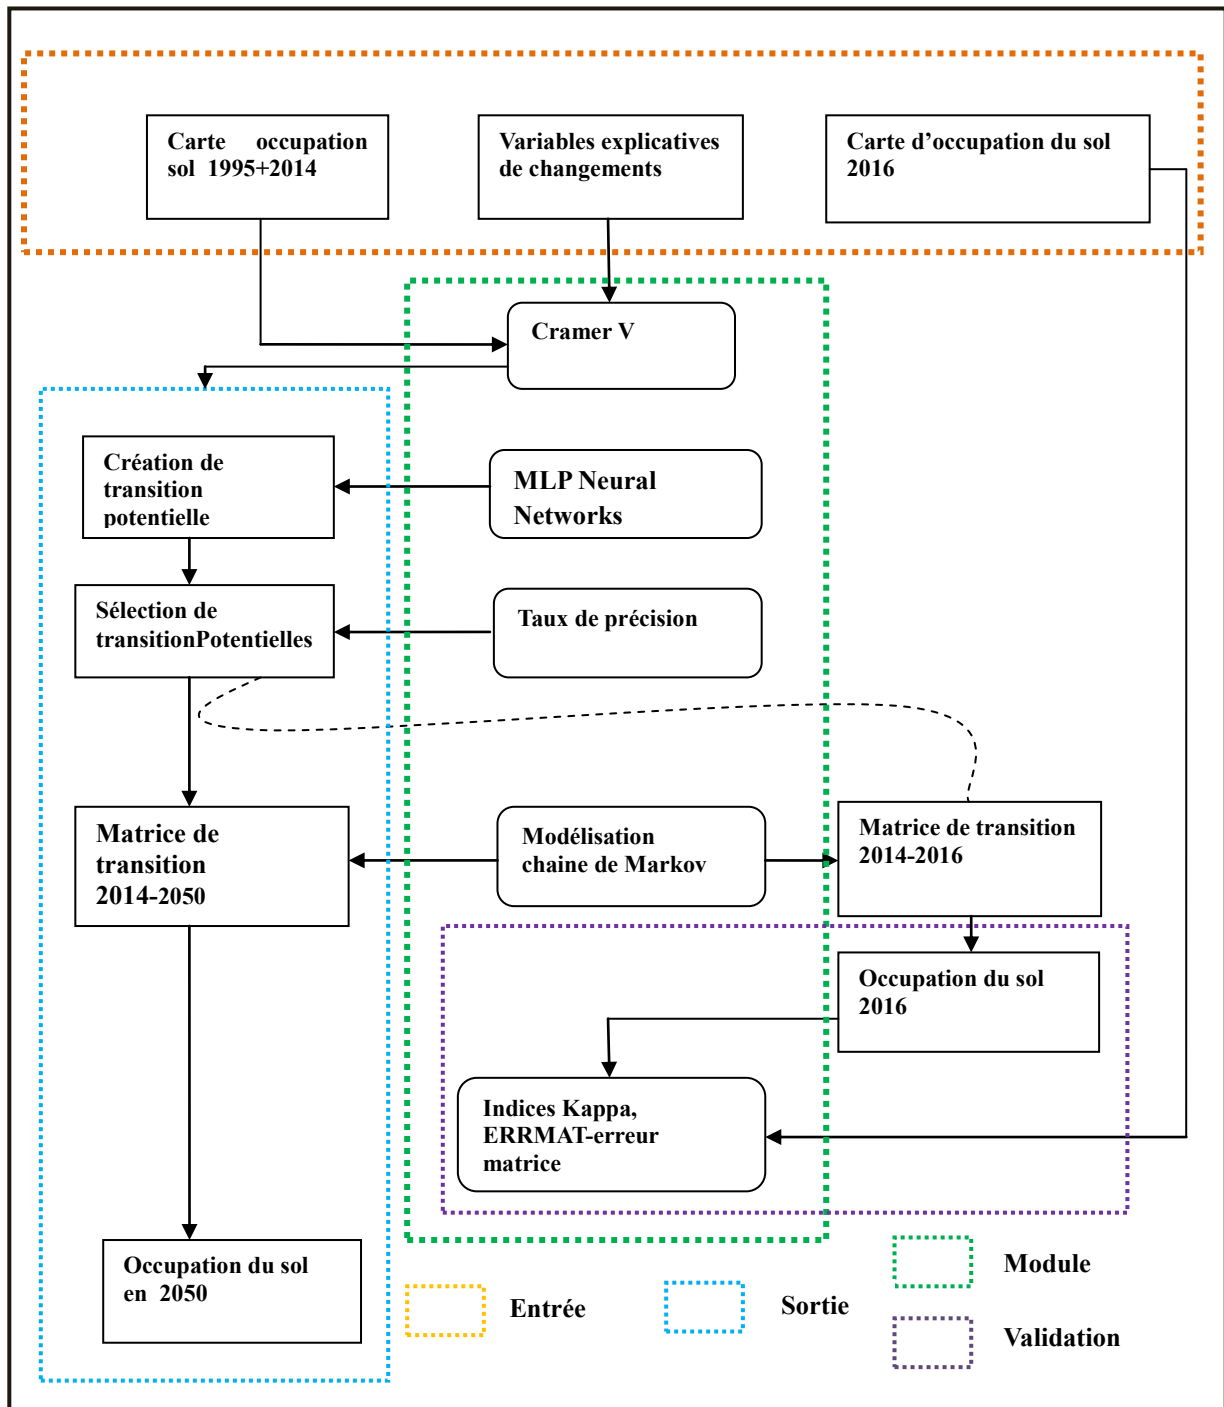 Carte occupation
sol 1995+2014
Variables explicatives
de changements
Carte d'occupation du sol
2016
Cramer V
Création de
transition
potentielle
MLP Neural
Networks
Sélection de
transitionPotentielles
Taux de précision
Matrice de
transition
2014-2050
Modélisation
chaine de Markov
Matrice de transition
2014-2016
Occupation du sol
2016
Indices Kappa,
ERRMAT-erreur
matrice
Occupation du sol
en 2050
Entrée
Sortie
Module
Validation